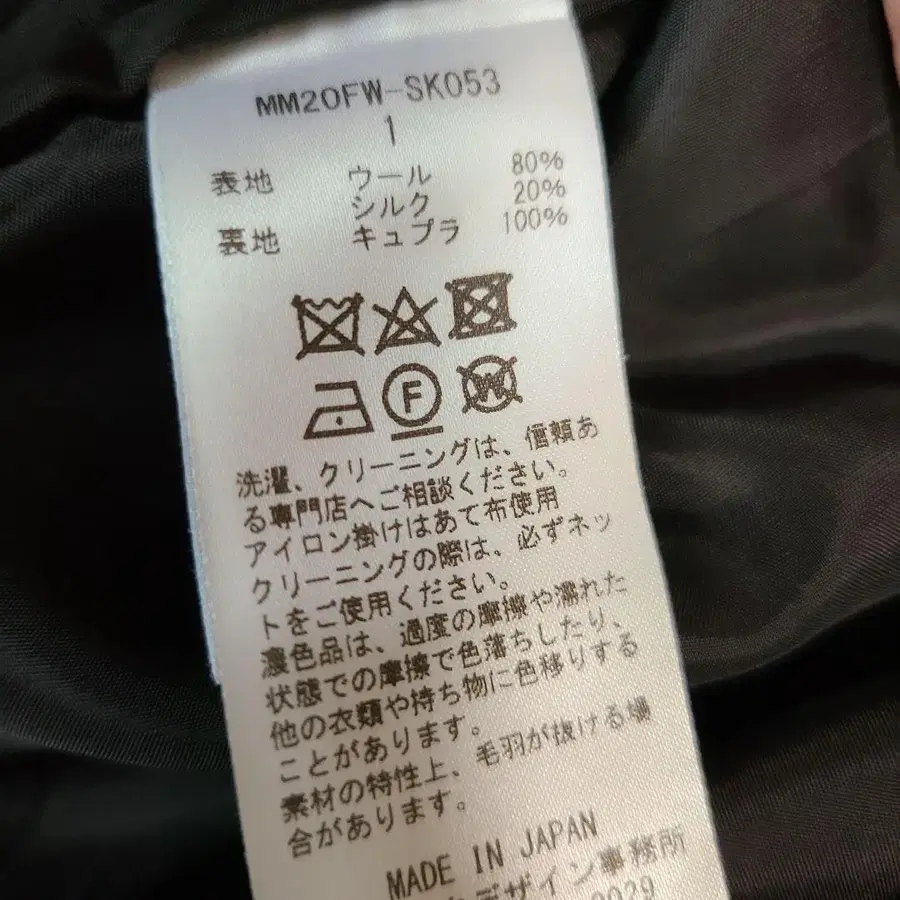 MM20FW-SK053
1
表地 ウール 80%
シルク 20%
裏地 キュプラ 100%
F
W
洗濯、クリーニングは、信頼あ
る専門店へご相談ください。
アイロン掛けはあて布使用
クリーニングの際は、必ずネッ
トをご使用ください。
濃色品は、過度の摩擦や濡れた
状態での摩擦で色落ちしたり、
他の衣類や持ち物に色移りする
ことがあります。
素材の特性上、毛羽が抜ける場
合があります。
MADE IN JAPAN
デザイン事務所
0029